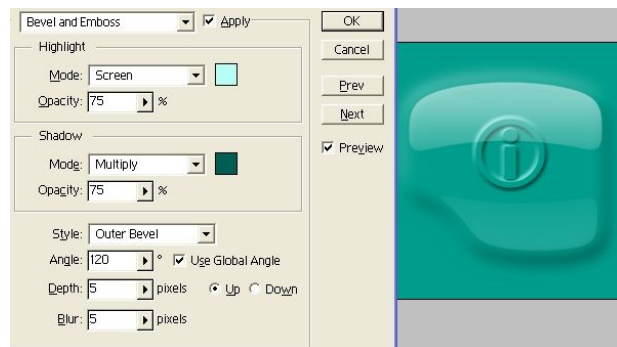 Bevel and Emboss Apply OK
Highlight Cancel
Mode: Screen
Opacity: 75 % Prev
Next
Shadow
Mode: Multiply Preview
Opacity: 75 %
Style: Outer Bevel
Angle: 120 ° Use Global Angle
Depth: 5 pixels Up Down
Blur: 5 pixels
i